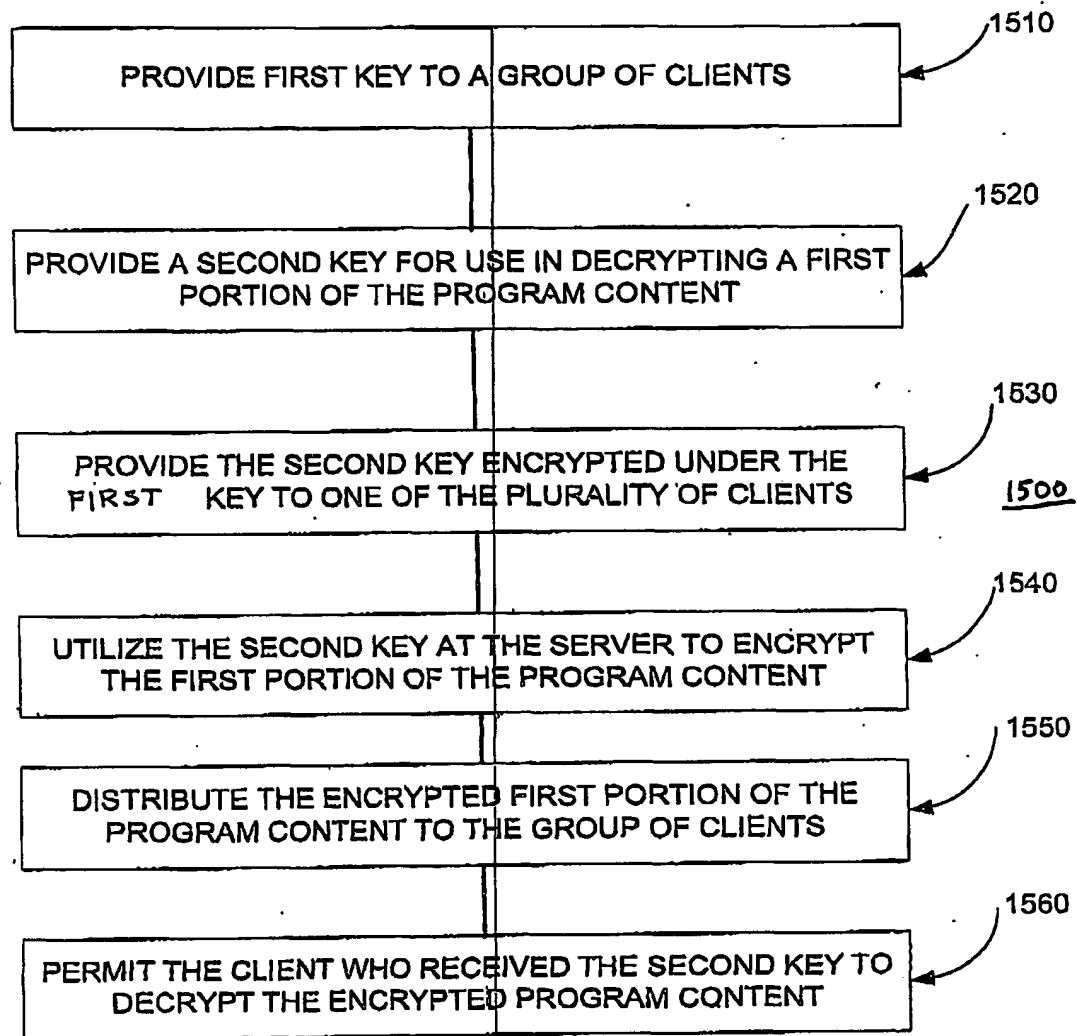 1510
PROVIDE FIRST KEY TO A GROUP OF CLIENTS
1520
PROVIDE A SECOND KEY FOR USE IN DECRYPTING A FIRST
PORTION OF THE PROGRAM CONTENT
1530
PROVIDE THE SECOND KEY ENCRYPTED UNDER THE
FIRST KEY TO ONE OF THE PLURALITY OF CLIENTS
1500
1540
UTILIZE THE SECOND KEY AT THE SERVER TO ENCRYPT
THE FIRST PORTION OF THE PROGRAM CONTENT
1550
DISTRIBUTE THE ENCRYPTED FIRST PORTION OF THE
PROGRAM CONTENT TO THE GROUP OF CLIENTS
1560
PERMIT THE CLIENT WHO RECEIVED THE SECOND KEY TO
DECRYPT THE ENCRYPTED PROGRAM CONTENT